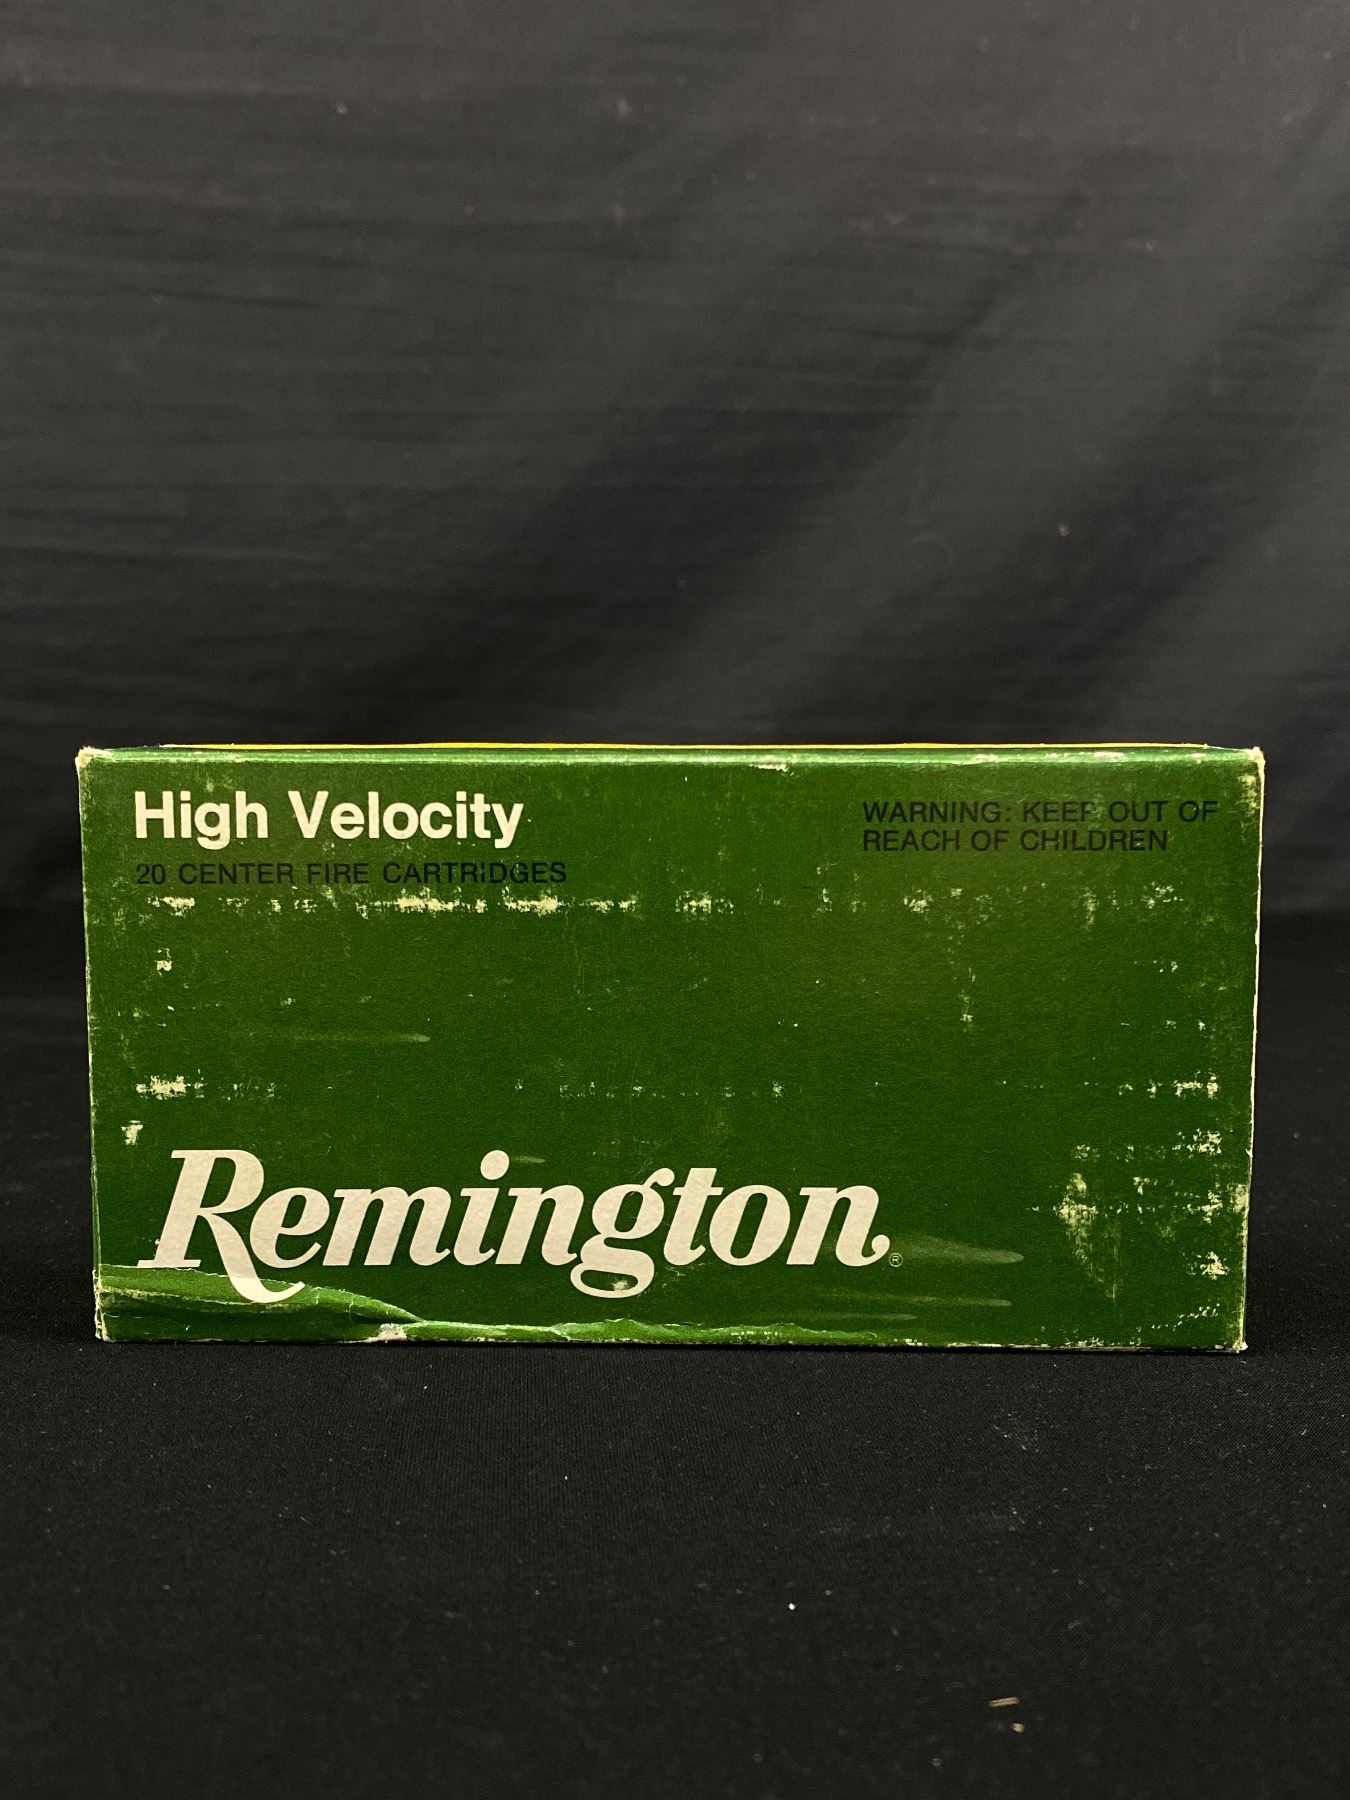 High Velocity
20 CENTER FIRE CARTRIDGES
WARNING: KEEP OUT OF
REACH OF CHILDREN
Remington®